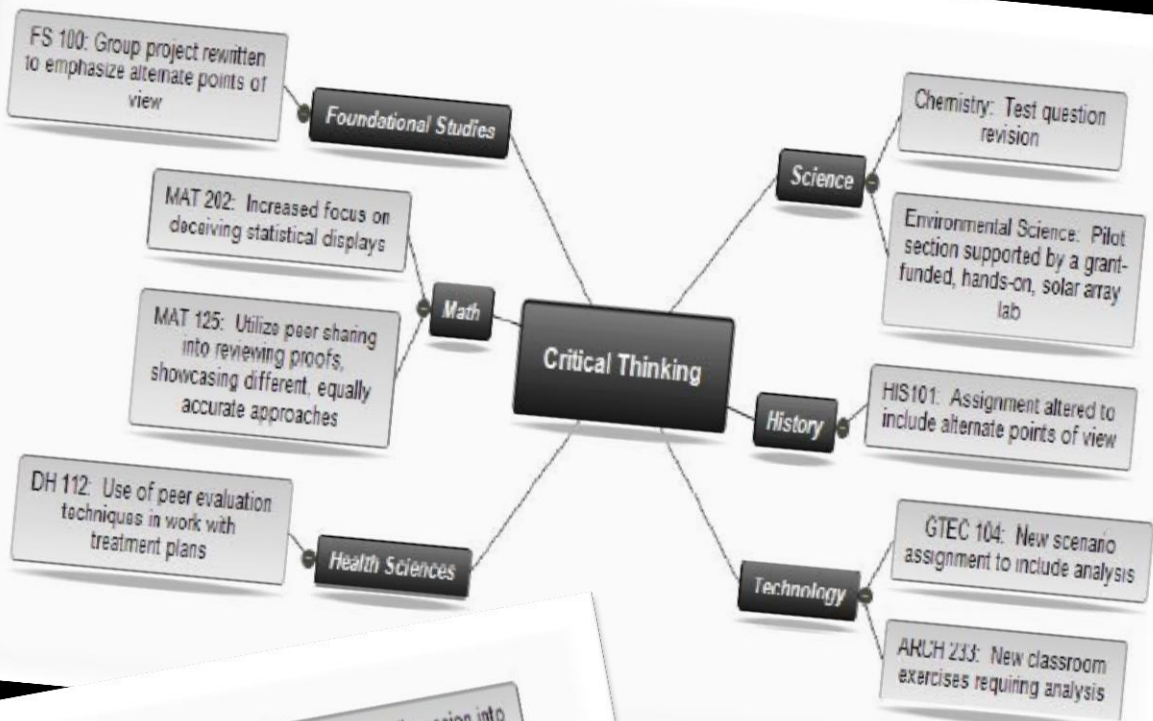 FS 100: Group project rewritten
to emphasize alternate points of
view
Foundational Studies
MAT 202: Increased focus on
deceiving statistical displays
MAT 125: Utilize peer sharing
into reviewing proofs,
showcasing different, equally
accurate approaches
Math
DH 112: Use of peer evaluation
techniques in work with
treatment plans
Health Sciences
Critical Thinking
Science
Chemistry: Test question
revision
Environmental Science: Pilot
section supported by a grant-
funded, hands-on, solar array
lab
History
HIS101: Assignment altered to
include alternate points of view
Technology
GTEC 104: New scenario
assignment to include analysis
ARCH 233: New classroom
exercises requiring analysis
into